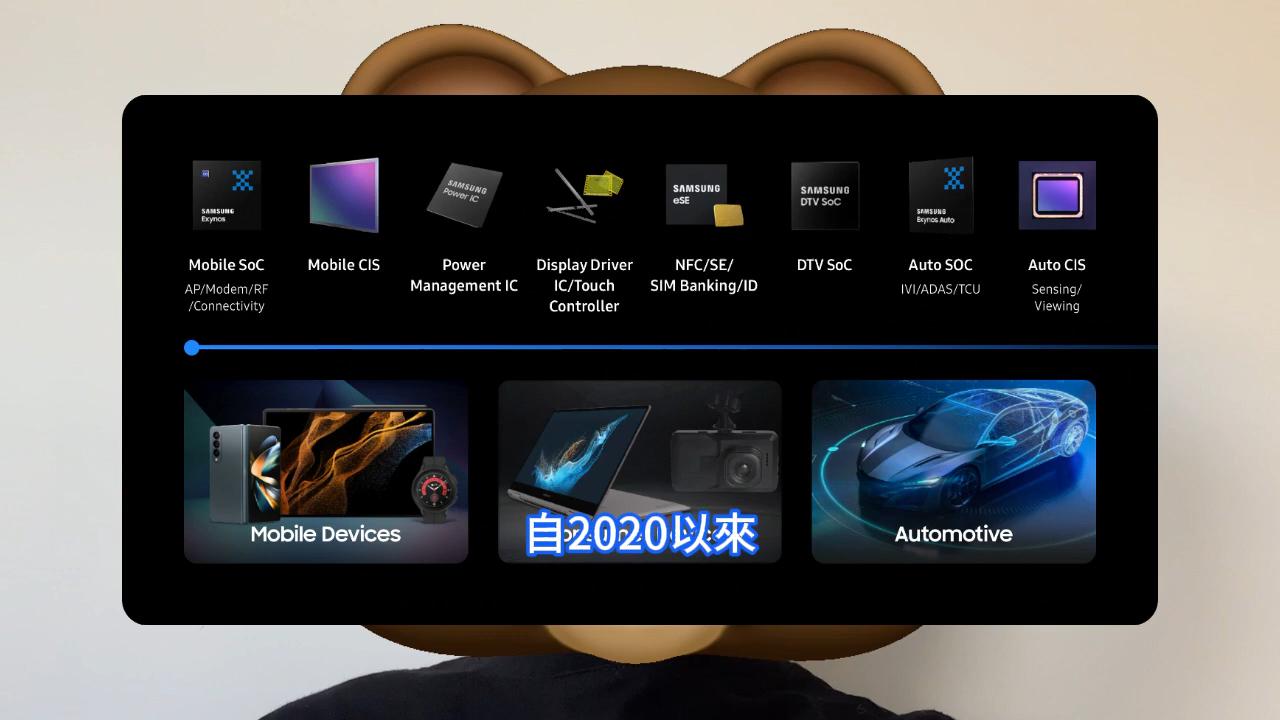 SAMSUNG
Exynos
SAMSUNG
Power IC
SAMSUNG
eSE
SAMSUNG
DTV SoC
SAMSUNG
Exynos Auto
Mobile SoC
AP/Modem/RF
/Connectivity
Mobile CIS
Power
Management IC
Display Driver
IC/Touch
Controller
NFC/SE/
SIM Banking/ID
DTV SoC
Auto SOC
IVI/ADAS/TCU
Auto CIS
Sensing/
Viewing
Mobile Devices
自2020以來
Automotive